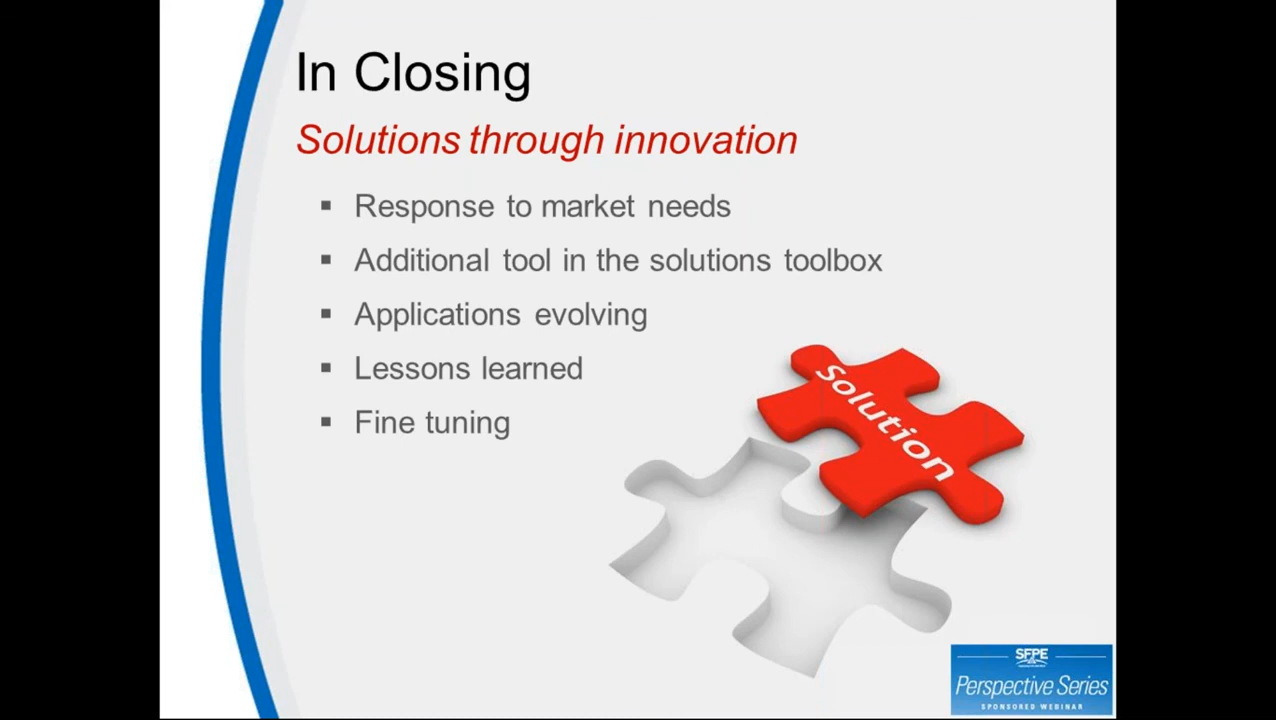 In Closing
Solutions through innovation
▪ Response to market needs
▪ Additional tool in the solutions toolbox
▪ Applications evolving
▪ Lessons learned
▪ Fine tuning
Solution
SFPE
Perspective Series
SPONSORED WEBINAR